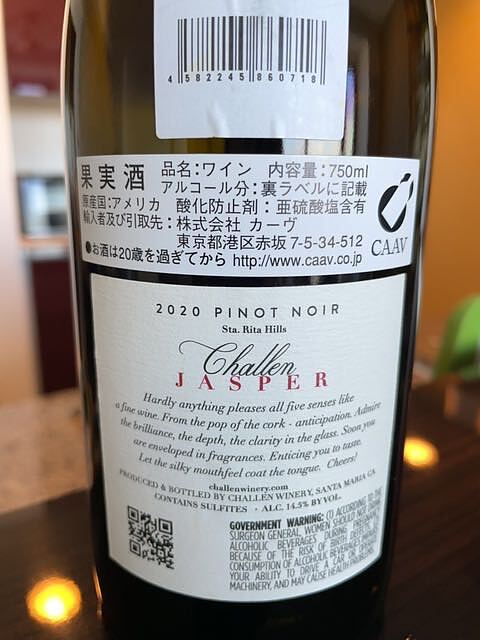 4 582245 860718
果実酒 品名：ワイン 内容量：750ml
アルコール分：裏ラベルに記載
原産国：アメリカ 酸化防止剤：亜硫酸塩含有
輸入者及び引取先：株式会社 カーヴ
東京都港区赤坂 7-5-34-512
●お酒は20歳を過ぎてから http://www.caav.co.jp
CAAV
2020 PINOT NOIR
Sta. Rita Hills
Challen
JASPER
Hardly anything pleases all five senses like
a fine wine. From the pop of the cork - anticipation. Admire
the brilliance, the depth, the clarity in the glass. Soon you
are enveloped in fragrances. Enticing you to taste.
Let the silky mouthfeel coat the tongue. Cheers!
challenwinery.com
PRODUCED & BOTTLED BY CHALLEN WINERY, SANTA MARIA CA
CONTAINS SULFITES · ALC. 14.5% BY VOL.
GOVERNMENT WARNING: (1) ACCORDING TO THE
SURGEON GENERAL, WOMEN SHOULD NOT DRINK
ALCOHOLIC BEVERAGES DURING PREGNANCY
BECAUSE OF THE RISK OF BIRTH DEFECTS. (2)
CONSUMPTION OF ALCOHOLIC BEVERAGES IMPAIRS
YOUR ABILITY TO DRIVE A CAR OR OPERATE
MACHINERY, AND MAY CAUSE HEALTH PROBLEMS.